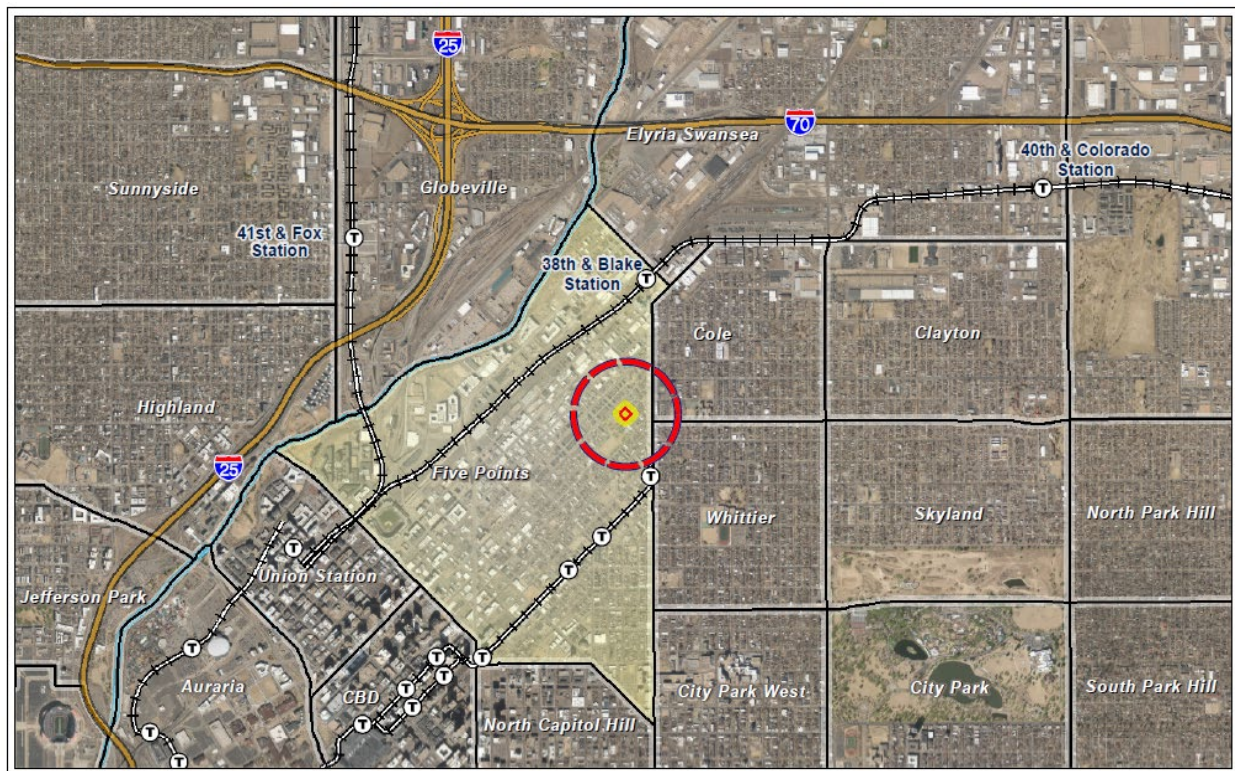 25
70
Elyria Swansea
40th & Colorado
Station
T
Sunnyside
Globeville
41st & Fox
Station
T
38th & Blake
Station
T
Cole
Clayton
Highland
25
Five Points
T
Whittier
Skyland
North Park Hill
T
T
Union Station
T
Jefferson Park
T
T
T
T
T
Auraria
CBD
T
T
T
T
City Park West
City Park
South Park Hill
North Capitol Hill